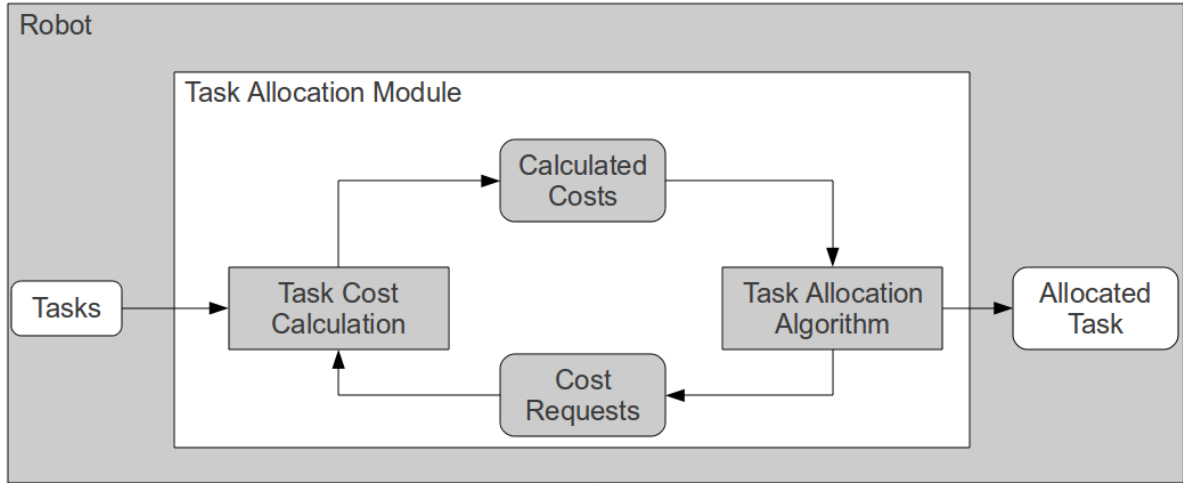 Robot
Task Allocation Module
Calculated
Costs
Tasks
Task Cost
Calculation
Task Allocation
Algorithm
Allocated
Task
Cost
Requests